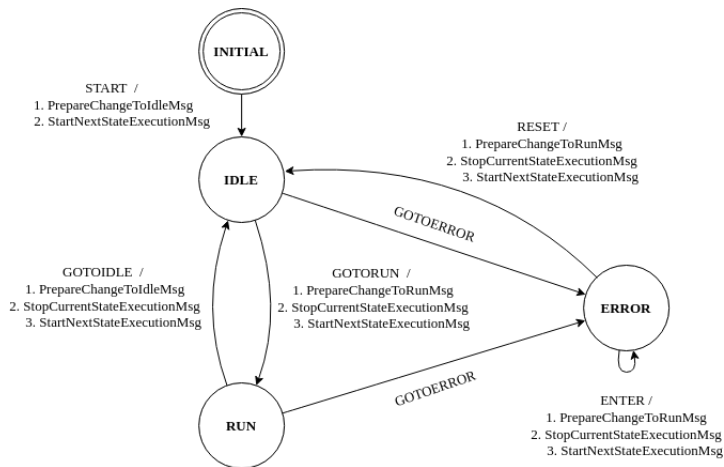 INITIAL
START /
1. PrepareChangeToIdleMsg
2. StartNextStateExecutionMsg
IDLE
RESET /
1. PrepareChangeToRunMsg
2. StopCurrentStateExecutionMsg
3. StartNextStateExecutionMsg
GOTOERROR
GOTOIDLE /
1. PrepareChangeToIdleMsg
2. StopCurrentStateExecutionMsg
3. StartNextStateExecutionMsg
GOTORUN /
1. PrepareChangeToRunMsg
2. StopCurrentStateExecutionMsg
3. StartNextStateExecutionMsg
ERROR
GOTOERROR
RUN
ENTER /
1. PrepareChangeToRunMsg
2. StopCurrentStateExecutionMsg
3. StartNextStateExecutionMsg